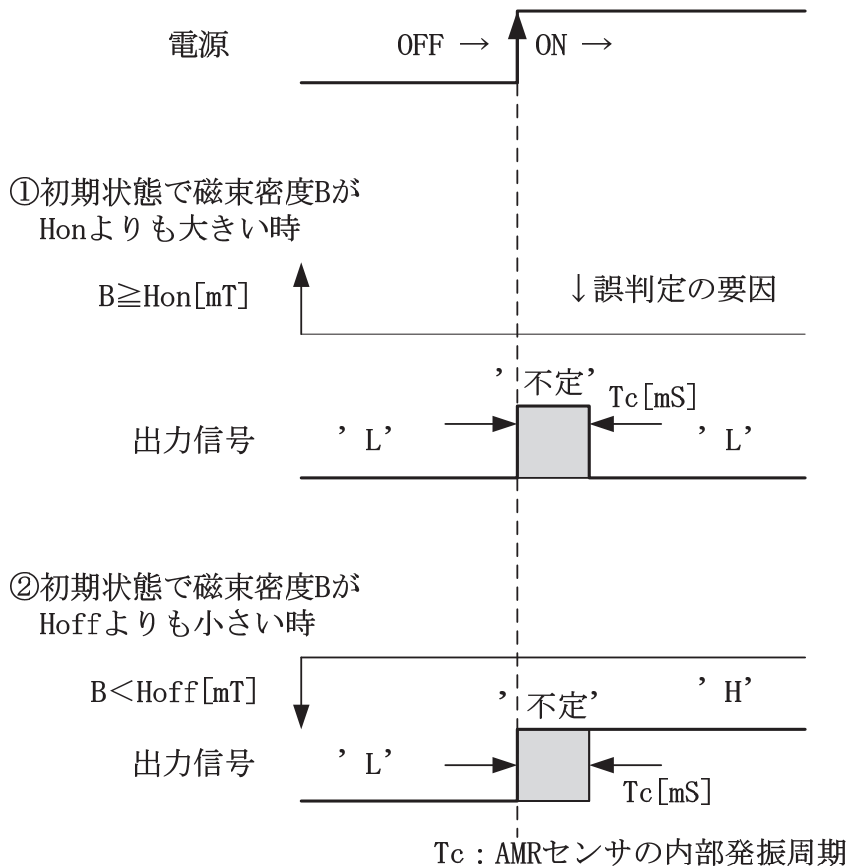 電源
OFF → ON →
①初期状態で磁束密度Bが
Honよりも大きい時
B≧Hon[mT]
↓誤判定の要因
’不定’
Tc[mS]
出力信号
’L’
’L’
②初期状態で磁束密度Bが
Hoffよりも小さい時
B＜Hoff[mT]
’不定’
’H’
出力信号
’L’
Tc[mS]
Tc：AMRセンサの内部発振周期